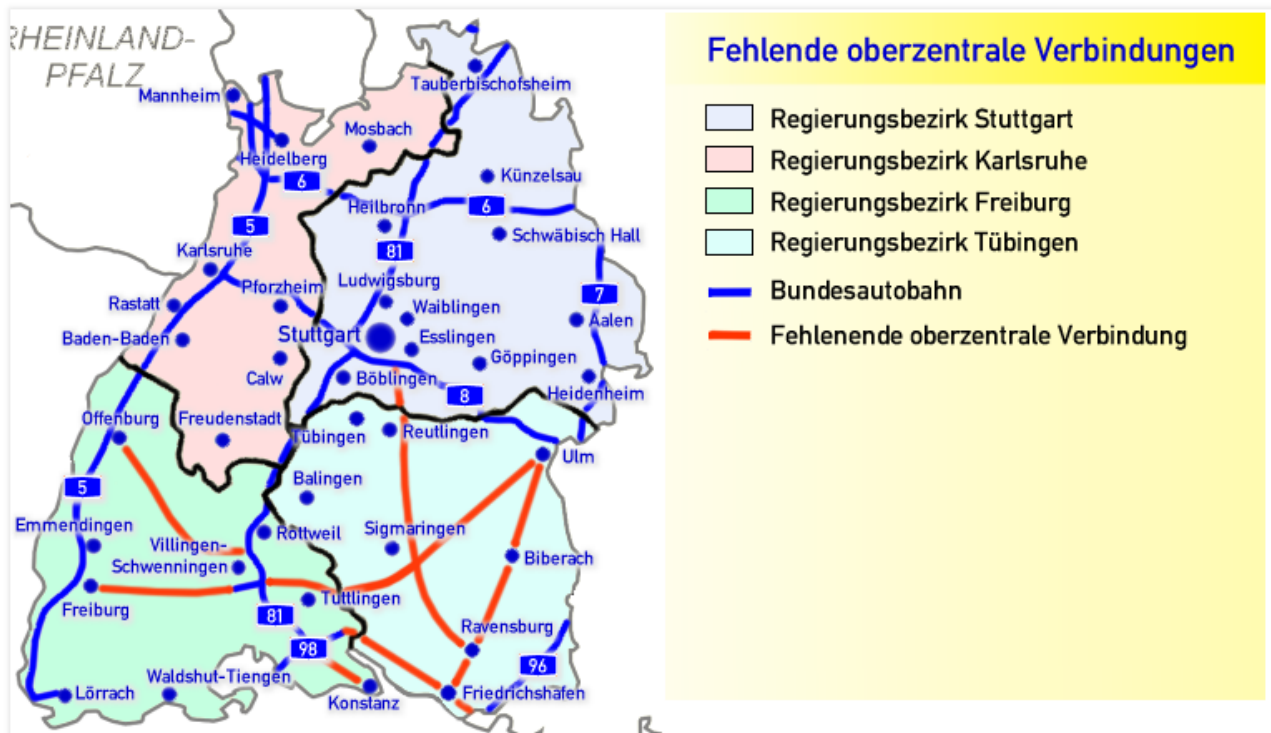 RHEINLAND-
PFALZ
Mannheim
Tauberbischofsheim
Mosbach
Heidelberg
6
Künzelsau
Heilbronn
6
5
Schwäbisch Hall
81
Karlsruhe
Pforzheim
Ludwigsburg
7
Rastatt
Waiblingen
Aalen
Baden-Baden
Stuttgart
Esslingen
Göppingen
Calw
Böblingen
8
Heidenheim
Offenburg
Freudenstadt
Tübingen
Reutlingen
Ulm
Balingen
5
Emmendingen
Rottweil
Sigmaringen
Villingen-
Schwenningen
Biberach
Freiburg
Tuttlingen
81
Ravensburg
98
96
Waldshut-Tiengen
Lörrach
Konstanz
Friedrichshafen
Fehlende oberzentrale Verbindungen
Regierungsbezirk Stuttgart
Regierungsbezirk Karlsruhe
Regierungsbezirk Freiburg
Regierungsbezirk Tübingen
Bundesautobahn
Fehlenende oberzentrale Verbindung